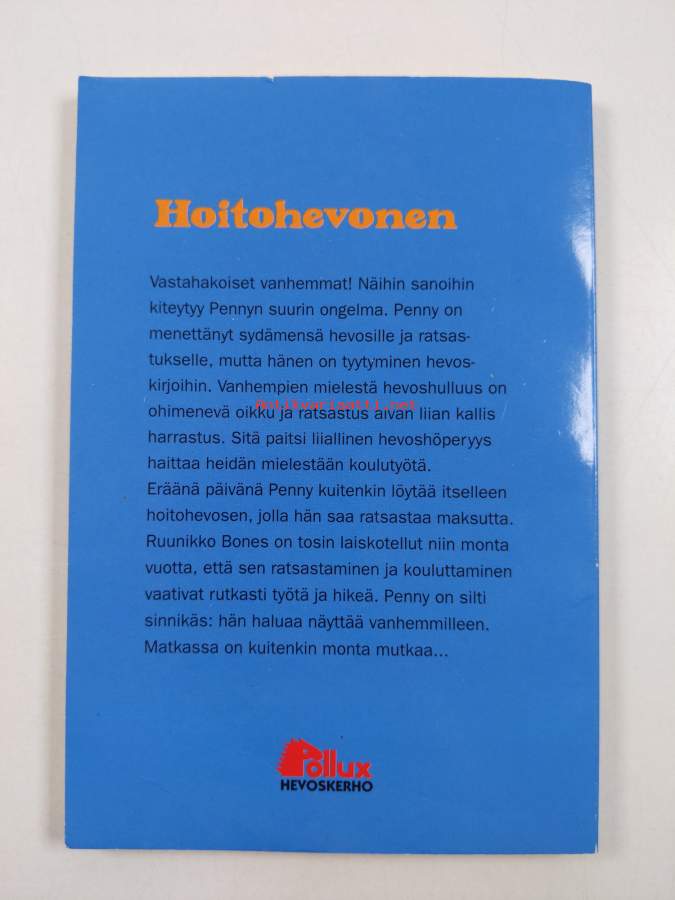 Hoitohevonen
Vastahakoiset vanhemmat! Näihin sanoihin
kiteytyy Pennyn suurin ongelma. Penny on
menettänyt sydämensä hevosille ja ratsas-
tukselle, mutta hänen on tyytyminen hevos-
kirjoihin. Vanhempien mielestä hevoshulluus on
Antikvariaatti.net
ohimenevä oikku ja ratsastus aivan liian kallis
harrastus. Sitä paitsi liiallinen hevoshöperyys
haittaa heidän mielestään koulutyötä.
Eräänä päivänä Penny kuitenkin löytää itselleen
hoitohevosen, jolla hän saa ratsastaa maksutta.
Ruunikko Bones on tosin laiskotellut niin monta
vuotta, että sen ratsastaminen ja kouluttaminen
vaativat rutkasti työtä ja hikeä. Penny on silti
sinnikäs: hän haluaa näyttää vanhemmilleen.
Matkassa on kuitenkin monta mutkaa...
Pollux
HEVOSKERHO